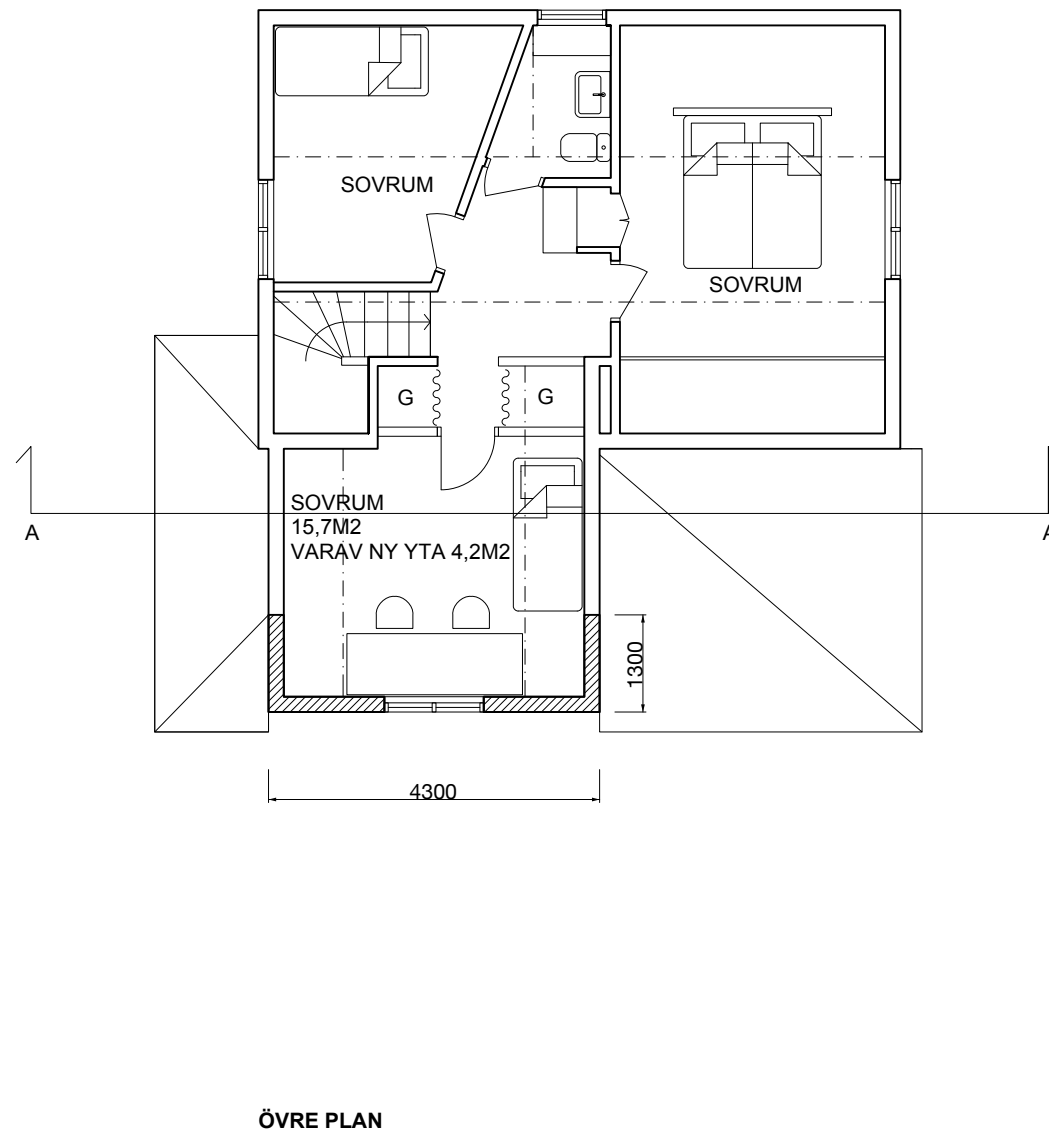 SOVRUM
SOVRUM
G
G
SOVRUM
15,7M2
VARAV NY YTA 4,2M2
A
A
1300
4300
ÖVRE PLAN